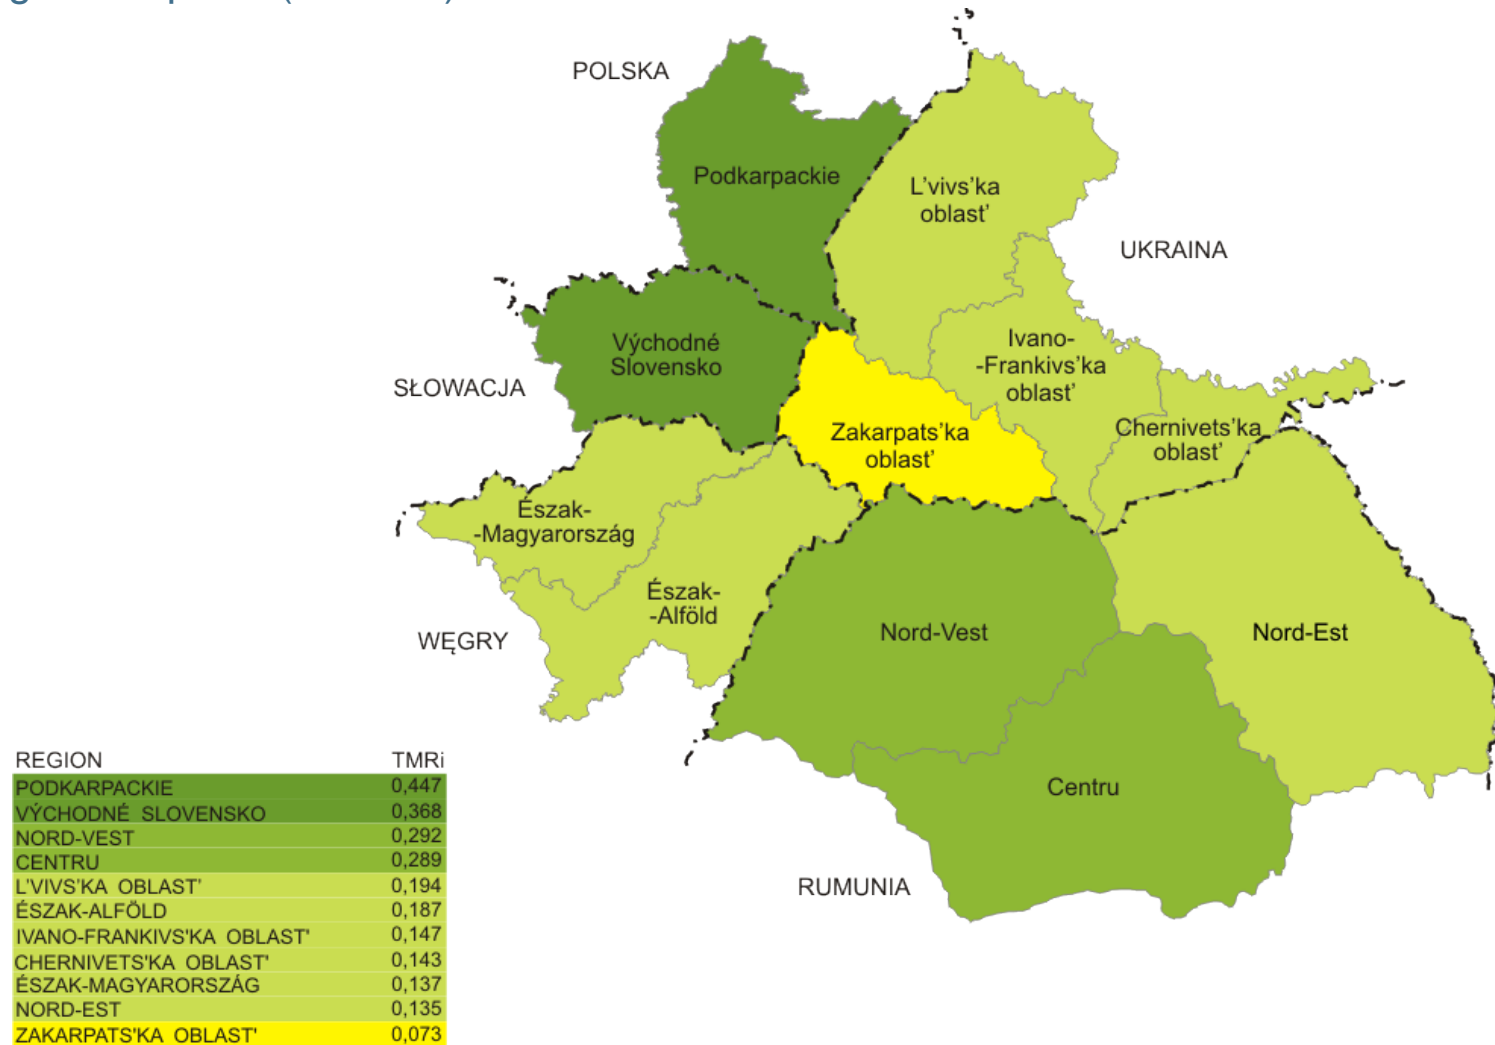 POLSKA
Podkarpackie
L'vivs'ka
oblast'
UKRAINA
Východné
Slovensko
Ivano-
-Frankivs'ka
oblast'
SŁOWACJA
Zakarpats'ka
oblast'
Chernivets'ka
oblast'
Észak-
-Magyarország
Észak-
-Alföld
WĘGRY
Nord-Vest
Nord-Est
Centru
RUMUNIA
REGION TMRi
PODKARPACKIE 0,447
VÝCHODNÉ SLOVENSKO 0,368
NORD-VEST 0,292
CENTRU 0,289
L'VIVS'KA OBLAST' 0,194
ÉSZAK-ALFÖLD 0,187
IVANO-FRANKIVS'KA OBLAST' 0,147
CHERNIVETS'KA OBLAST' 0,143
ÉSZAK-MAGYARORSZÁG 0,137
NORD-EST 0,135
ZAKARPATS'KA OBLAST' 0,073